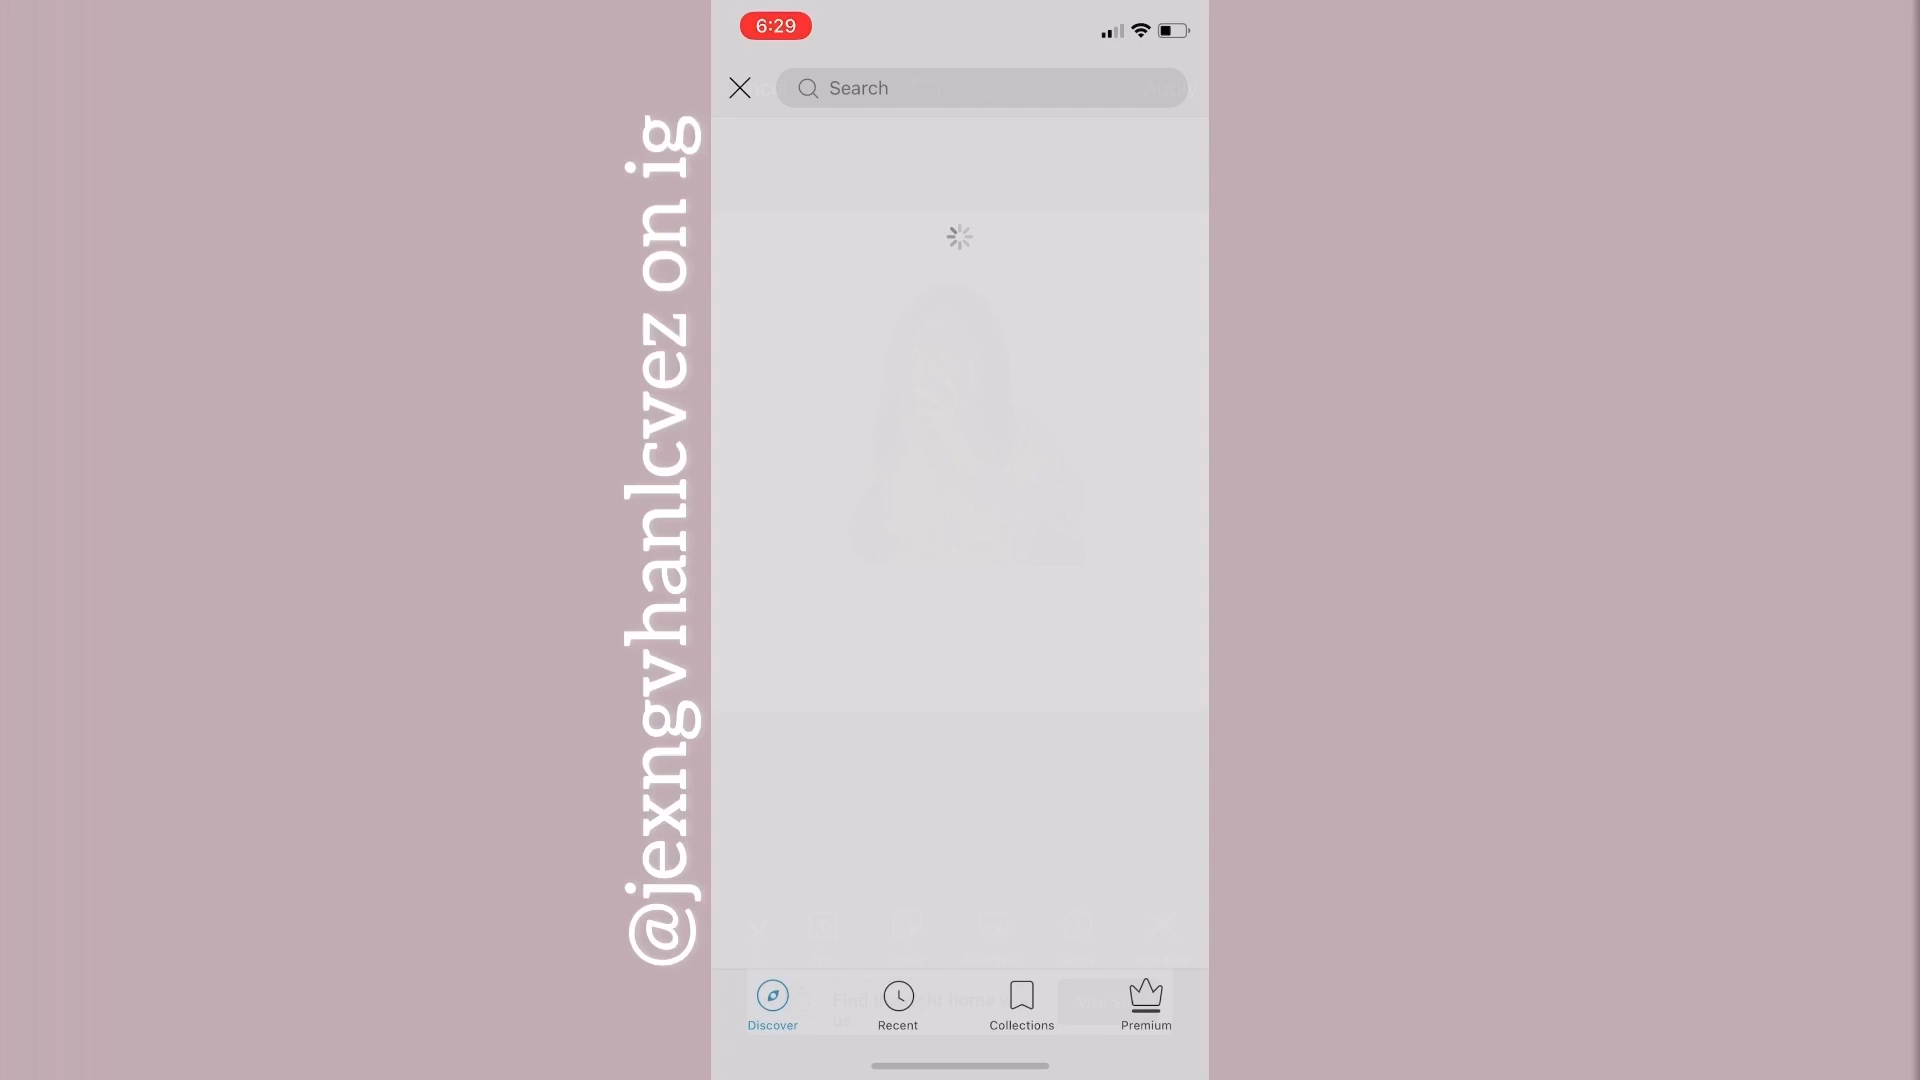 6:29
Search
@jexngvhanlcvez on ig
Discover
Recent
Collections
Premium